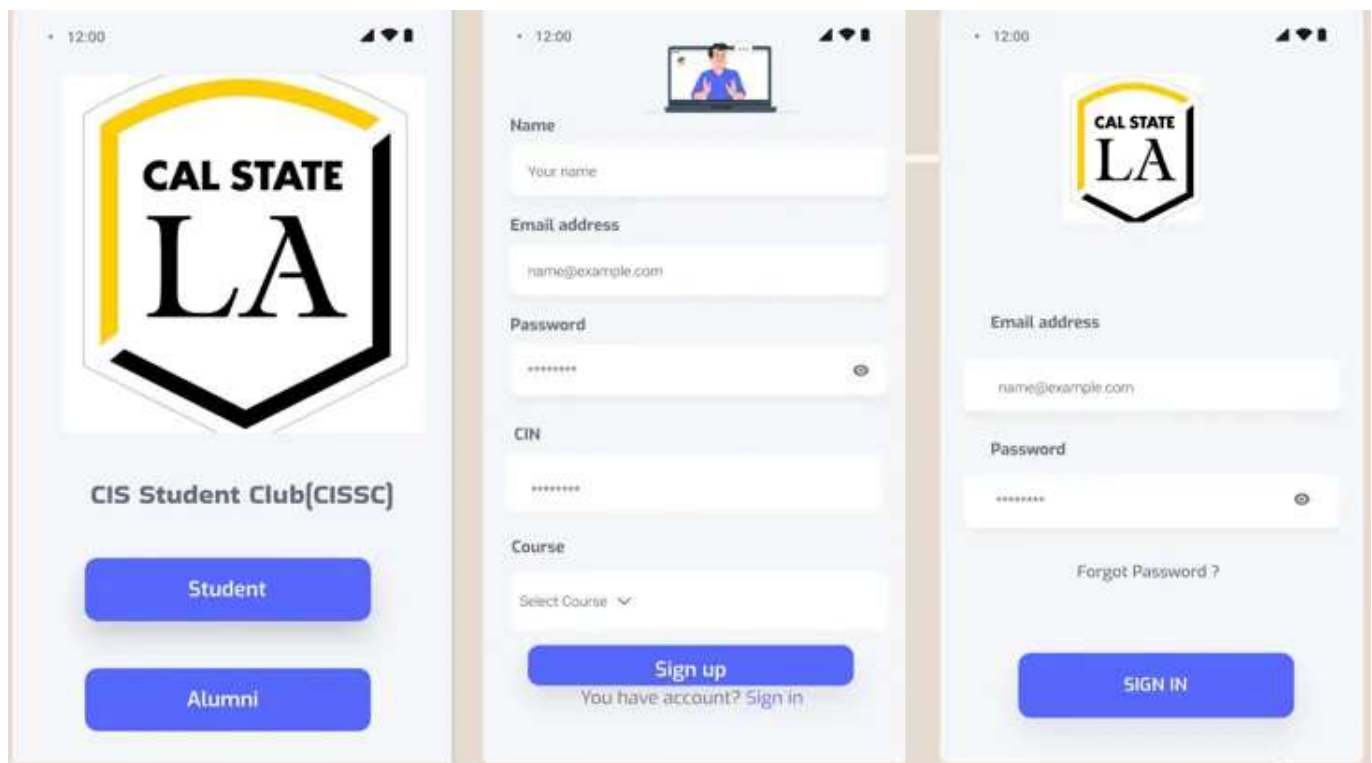 12:00
CAL STATE
LA
CIS Student Club(CISSC)
Student
Alumni
12:00
Name
Your name
Email address
name@example.com
Password
********
CIN
********
Course
Select Course
Sign up
You have account? Sign in
12:00
CAL STATE
LA
Email address
name@example.com
Password
********
Forgot Password ?
SIGN IN